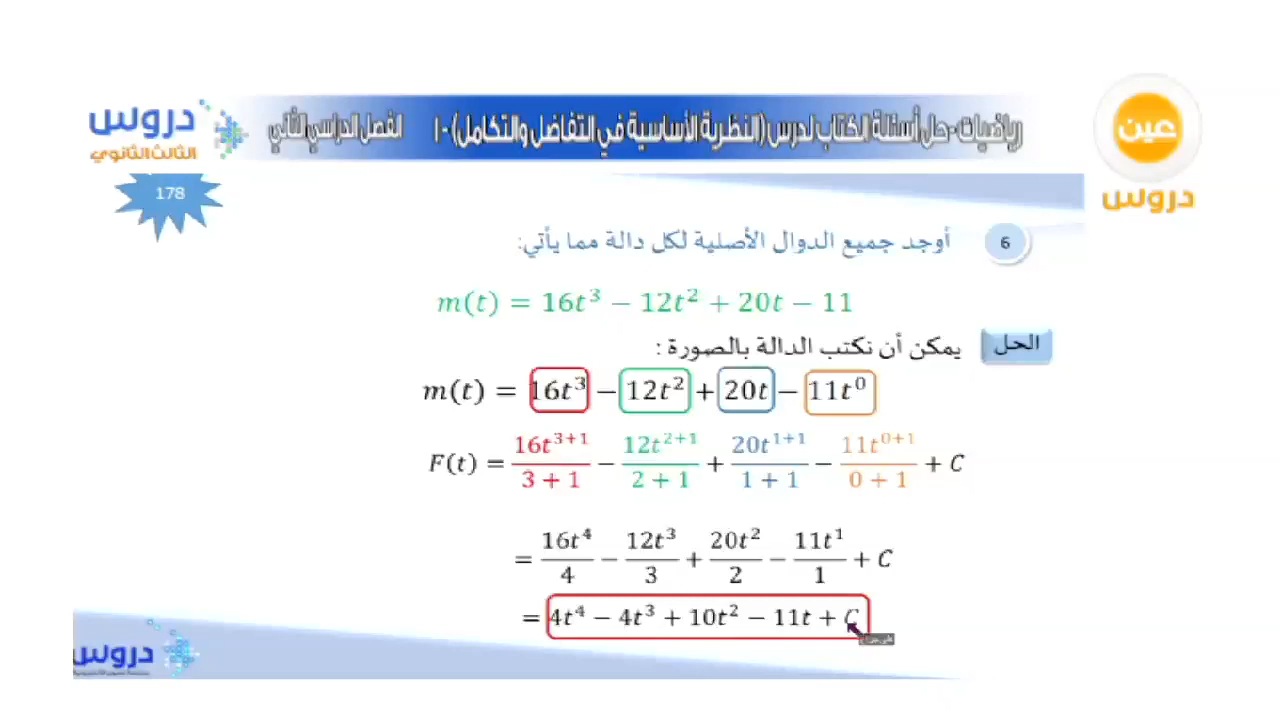 دروس
الثالث الثانوي
رياضيات - حل أسئلة الكتاب لدرس (النظرية الأساسية في التفاضل والتكامل) - ١ الفصل الدراسي الثاني
عين
دروس
178
6 أوجد جميع الدوال الأصلية لكل دالة مما يأتي:
m(t) = 16t³ − 12t² + 20t − 11
الحل يمكن أن نكتب الدالة بالصورة :
m(t) = 16t³ − 12t² + 20t − 11t⁰
F(t) = 16t³⁺¹/(3 + 1) − 12t²⁺¹/(2 + 1) + 20t¹⁺¹/(1 + 1) − 11t⁰⁺¹/(0 + 1) + C
= 16t⁴/4 − 12t³/3 + 20t²/2 − 11t¹/1 + C
= 4t⁴ − 4t³ + 10t² − 11t + C
دروس